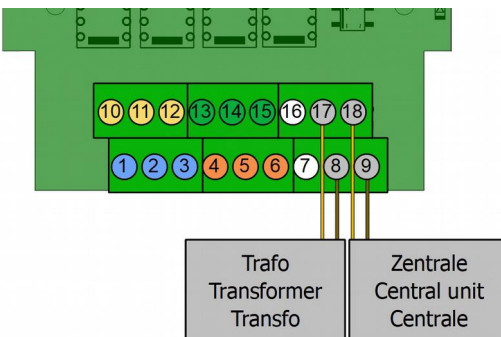 10 11 12 13 14 15 16 17 18
1 2 3 4 5 6 7 8 9
Trafo
Transformer
Transfo
Zentrale
Central unit
Centrale